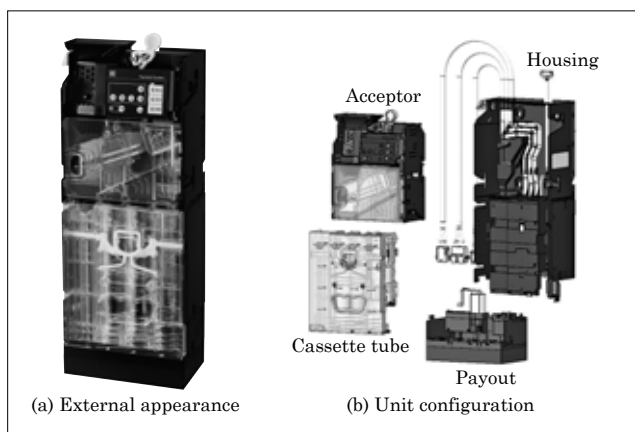 Housing
Acceptor
Cassette tube
Payout
(a) External appearance
(b) Unit configuration